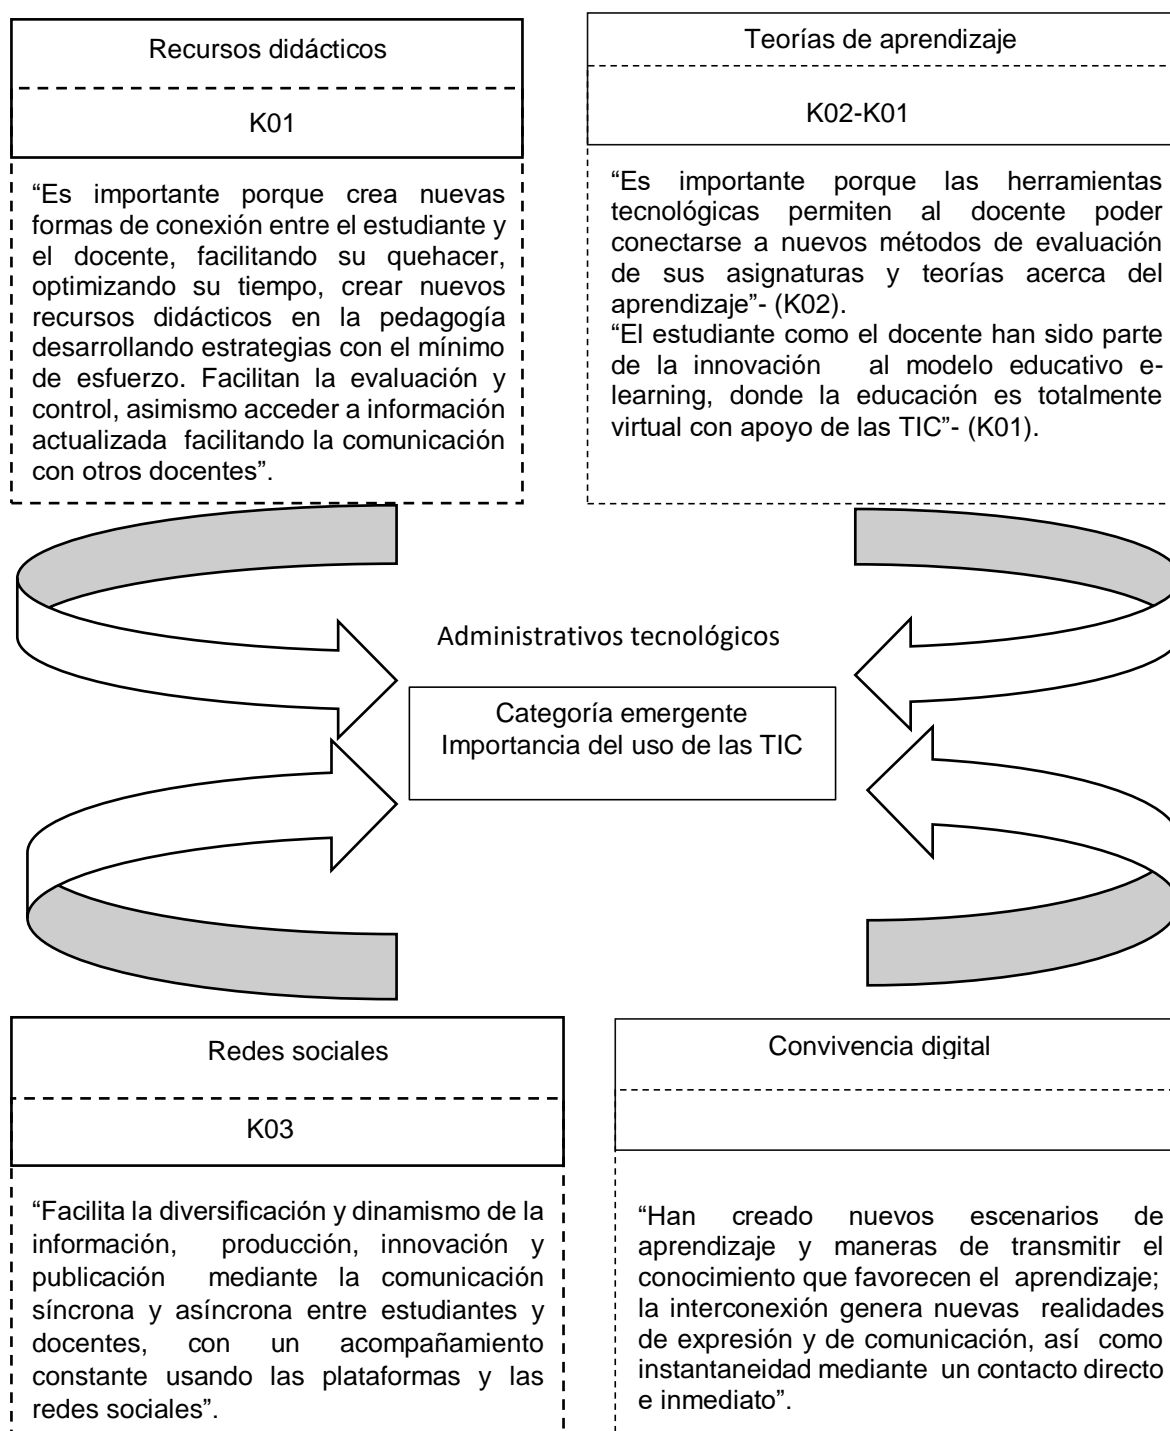 Recursos didácticos
K01
“Es importante porque crea nuevas
formas de conexión entre el estudiante y
el docente, facilitando su quehacer,
optimizando su tiempo, crear nuevos
recursos didácticos en la pedagogía
desarrollando estrategias con el mínimo
de esfuerzo. Facilitan la evaluación y
control, asimismo acceder a información
actualizada facilitando la comunicación
con otros docentes”.
Teorías de aprendizaje
K02-K01
“Es importante porque las herramientas
tecnológicas permiten al docente poder
conectarse a nuevos métodos de evaluación
de sus asignaturas y teorías acerca del
aprendizaje”- (K02).
“El estudiante como el docente han sido parte
de la innovación al modelo educativo e-
learning, donde la educación es totalmente
virtual con apoyo de las TIC”- (K01).
Administrativos tecnológicos
Categoría emergente
Importancia del uso de las TIC
Redes sociales
K03
“Facilita la diversificación y dinamismo de la
información, producción, innovación y
publicación mediante la comunicación
síncrona y asíncrona entre estudiantes y
docentes, con un acompañamiento
constante usando las plataformas y las
redes sociales”.
Convivencia digital
“Han creado nuevos escenarios de
aprendizaje y maneras de transmitir el
conocimiento que favorecen el aprendizaje;
la interconexión genera nuevas realidades
de expresión y de comunicación, así como
instantaneidad mediante un contacto directo
e inmediato”.